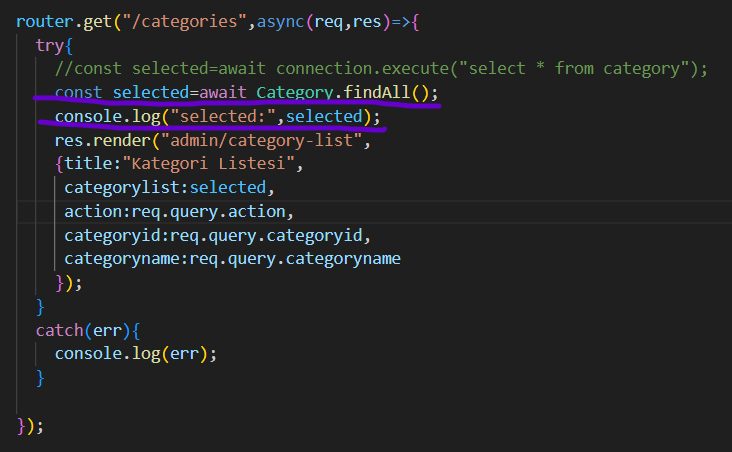 router.get("/categories",async(req,res)=>{
try{
//const selected=await connection.execute("select * from category");
const selected=await Category.findAll();
console.log("selected:",selected);
res.render("admin/category-list",
{title:"Kategori Listesi",
categorylist:selected,
action:req.query.action,
categoryid:req.query.categoryid,
categoryname:req.query.categoryname
});
}
catch(err){
console.log(err);
}
});